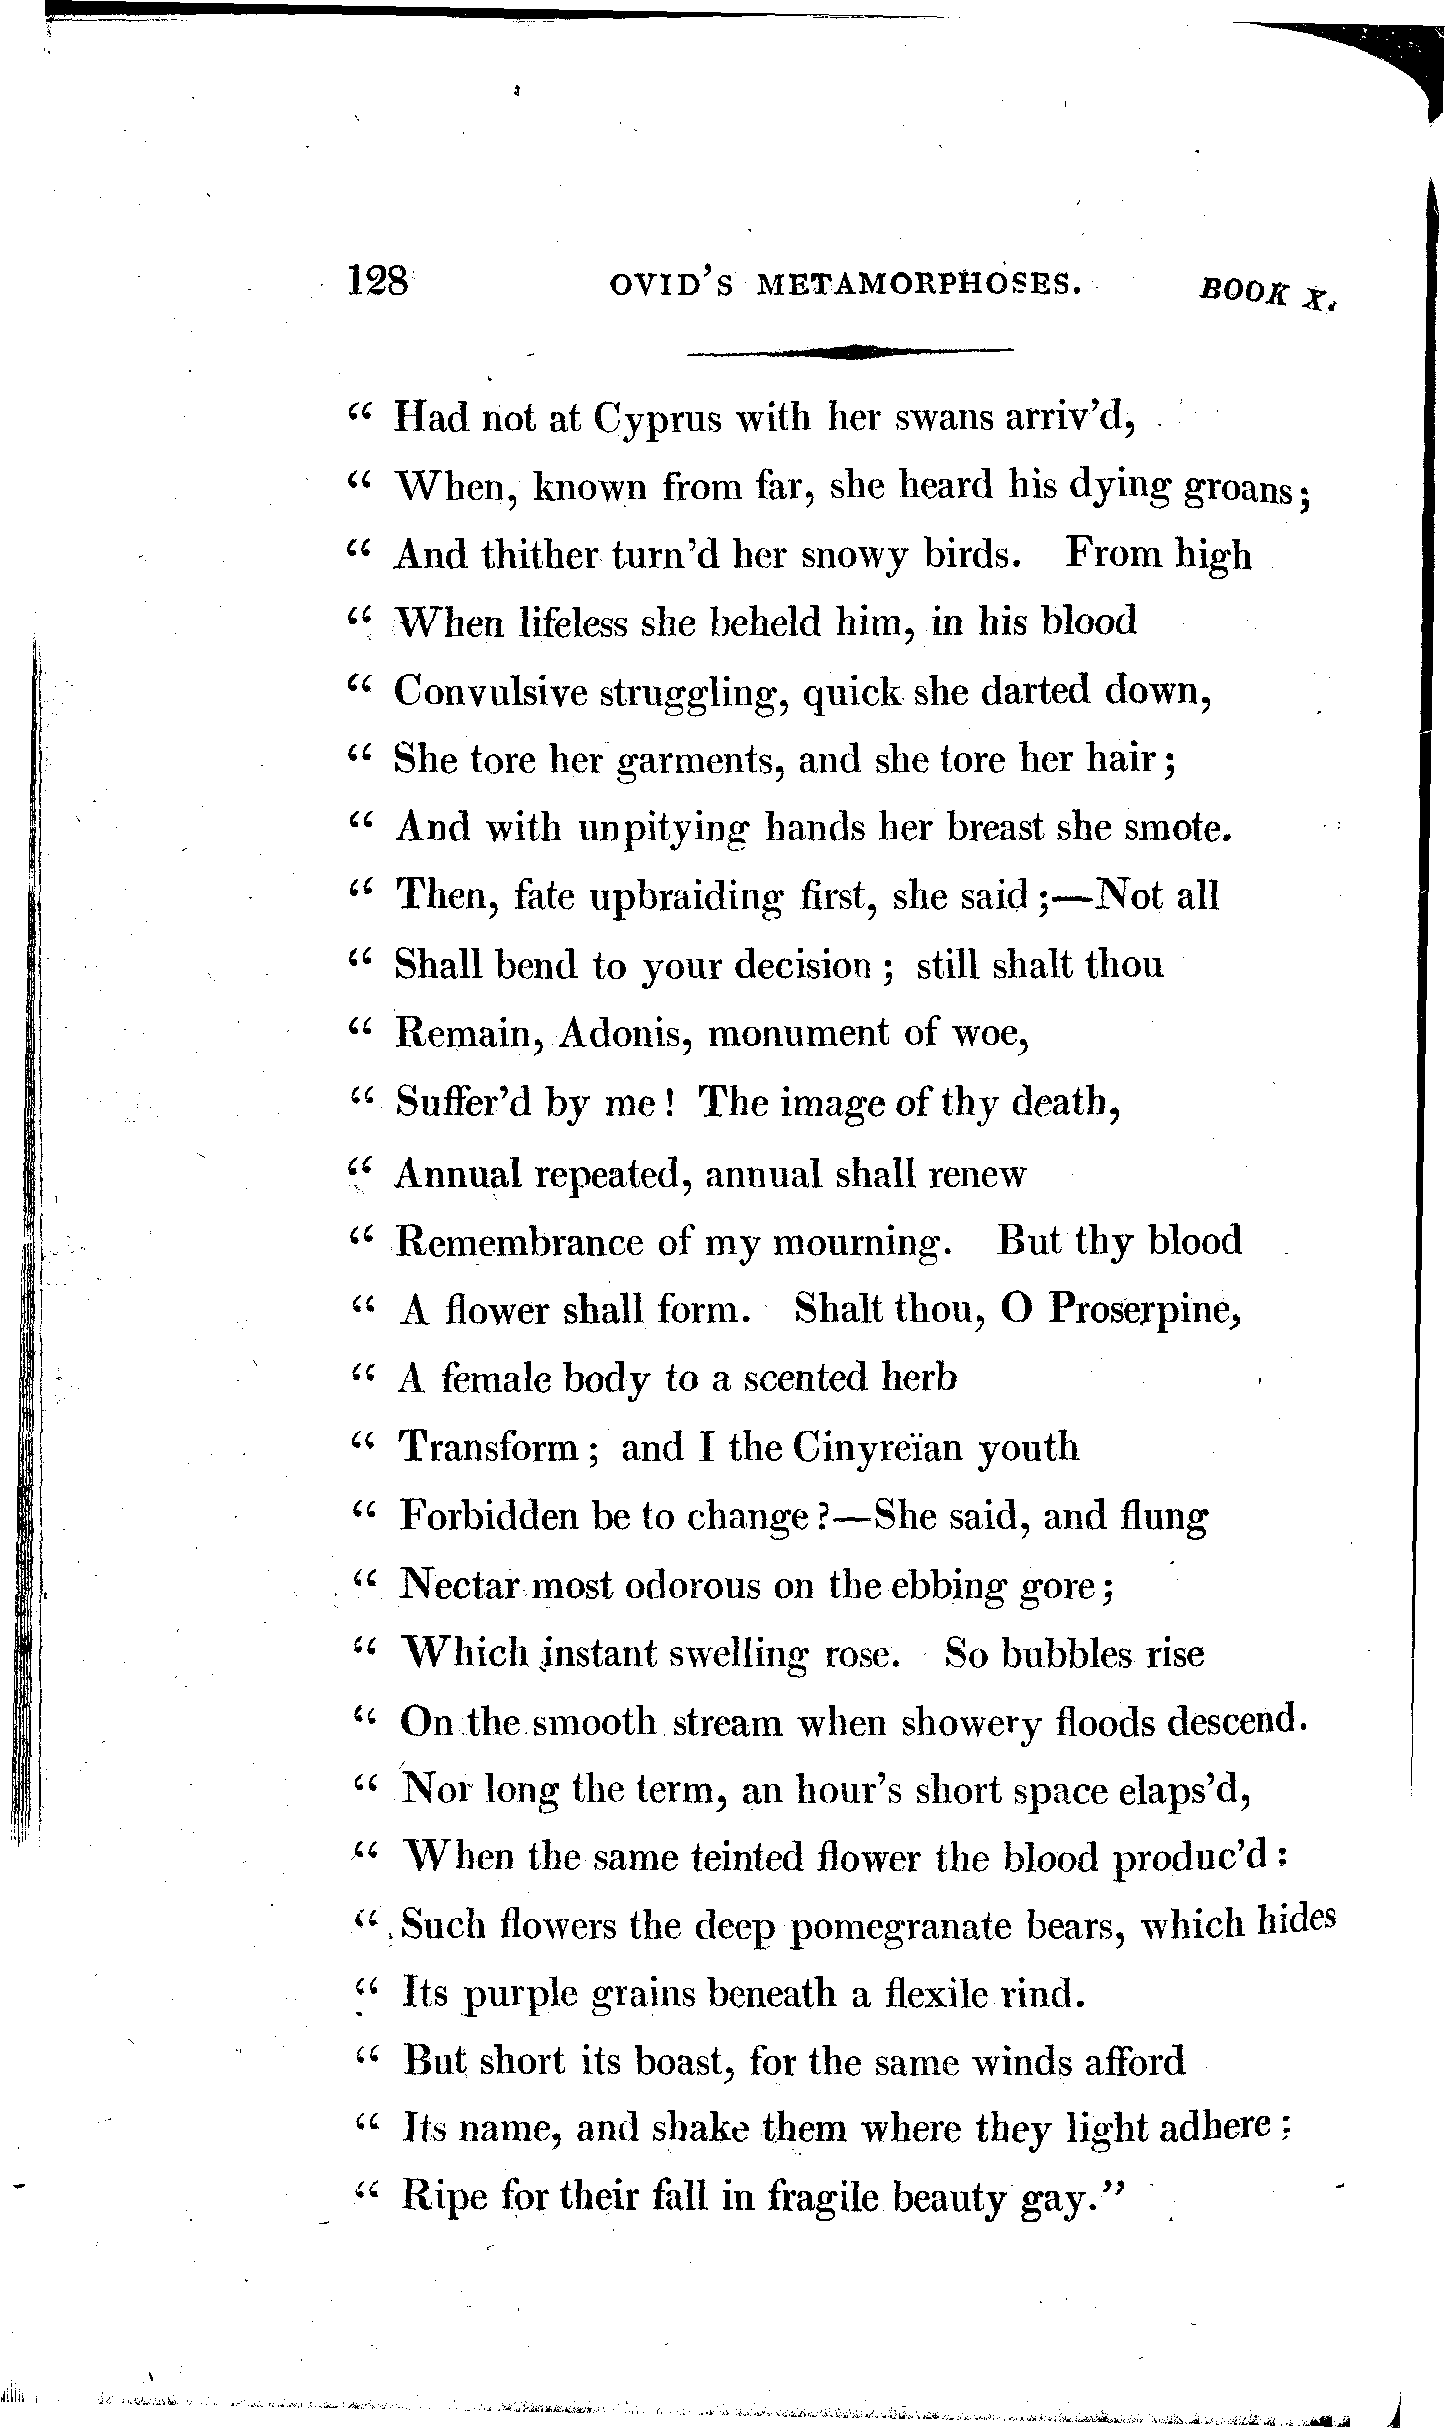 128 OVID'S METAMORPHOSES. BOOK X.
“ Had not at Cyprus with her swans arriv'd,
“ When, known from far, she heard his dying groans;
“ And thither turn'd her snowy birds. From high
“ When lifeless she beheld him, in his blood
“ Convulsive struggling, quick she darted down,
“ She tore her garments, and she tore her hair;
“ And with unpitying hands her breast she smote.
“ Then, fate upbraiding first, she said;—Not all
“ Shall bend to your decision; still shalt thou
“ Remain, Adonis, monument of woe,
“ Suffer'd by me! The image of thy death,
“ Annual repeated, annual shall renew
“ Remembrance of my mourning. But thy blood
“ A flower shall form. Shalt thou, O Proserpine,
“ A female body to a scented herb
“ Transform; and I the Cinyreïan youth
“ Forbidden be to change?—She said, and flung
“ Nectar most odorous on the ebbing gore;
“ Which instant swelling rose. So bubbles rise
“ On the smooth stream when showery floods descend.
“ Nor long the term, an hour's short space elaps'd,
“ When the same teinted flower the blood produc'd:
“ Such flowers the deep pomegranate bears, which hides
“ Its purple grains beneath a flexile rind.
“ But short its boast, for the same winds afford
“ Its name, and shake them where they light adhere:
“ Ripe for their fall in fragile beauty gay.”